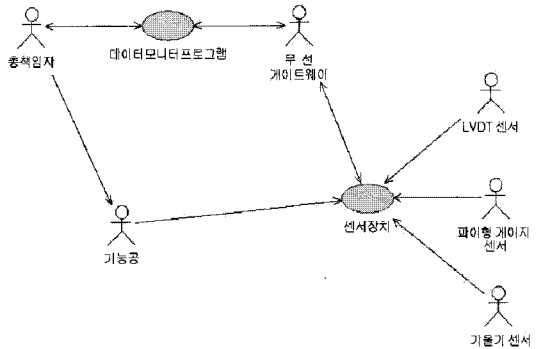 총책임자
데이터모니터프로그램
무 선
게이트웨이
LVDT 센서
센서장치
파이형 게이지
센서
기능공
기울기 센서